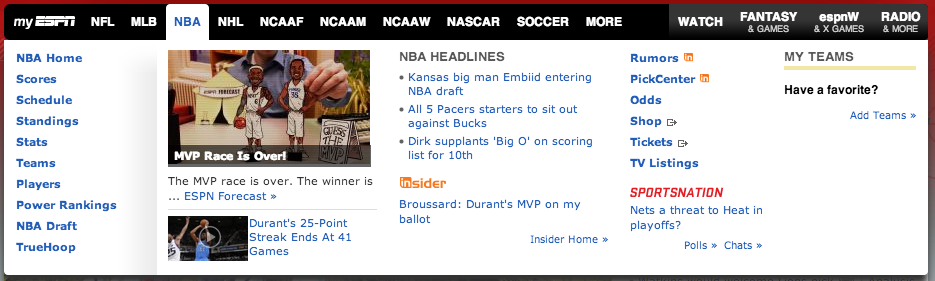 my ESPN NFL MLB NBA NHL NCAAF NCAAM NCAAW NASCAR SOCCER MORE WATCH FANTASY & GAMES espnW & X GAMES RADIO & MORE
NBA Home
Scores
Schedule
Standings
Stats
Teams
Players
Power Rankings
NBA Draft
TrueHoop
ESPN FORECAST
6
35
GUESS
THE
MVP
MVP Race Is Over!
The MVP race is over. The winner is
... ESPN Forecast »
Durant's 25-Point
Streak Ends At 41
Games
NBA HEADLINES
• Kansas big man Embiid entering
NBA draft
• All 5 Pacers starters to sit out
against Bucks
• Dirk supplants 'Big O' on scoring
list for 10th
insider
Broussard: Durant's MVP on my
ballot
Insider Home »
Rumors in
PickCenter in
Odds
Shop
Tickets
TV Listings
SPORTSNATION
Nets a threat to Heat in
playoffs?
Polls » Chats »
MY TEAMS
Have a favorite?
Add Teams »